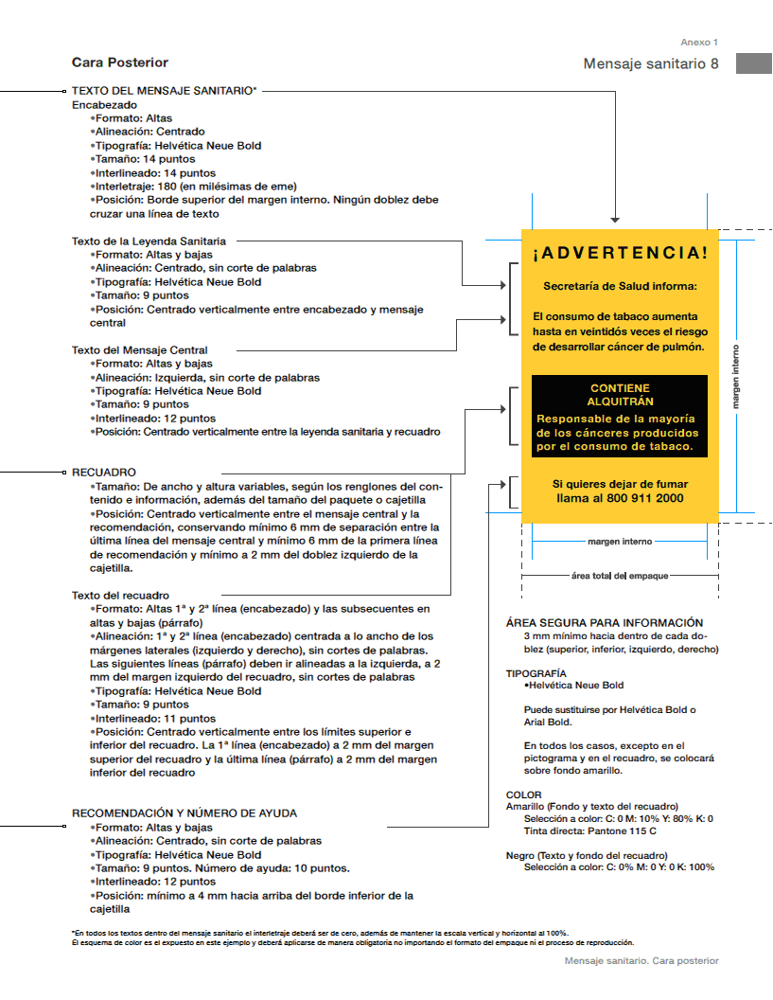 Anexo 1
Cara Posterior
Mensaje sanitario 8
TEXTO DEL MENSAJE SANITARIO*
Encabezado
•Formato: Altas
•Alineación: Centrado
•Tipografía: Helvética Neue Bold
•Tamaño: 14 puntos
•Interlineado: 14 puntos
•Interletraje: 180 (en milésimas de eme)
•Posición: Borde superior del margen interno. Ningún doblez debe
cruzar una línea de texto
Texto de la Leyenda Sanitaria
•Formato: Altas y bajas
•Alineación: Centrado, sin corte de palabras
•Tipografía: Helvética Neue Bold
•Tamaño: 9 puntos
•Posición: Centrado verticalmente entre encabezado y mensaje
central
Texto del Mensaje Central
•Formato: Altas y bajas
•Alineación: Izquierda, sin corte de palabras
•Tipografía: Helvética Neue Bold
•Tamaño: 9 puntos
•Interlineado: 12 puntos
•Posición: Centrado verticalmente entre la leyenda sanitaria y recuadro
RECUADRO
•Tamaño: De ancho y altura variables, según los renglones del con-
tenido e información, además del tamaño del paquete o cajetilla
•Posición: Centrado verticalmente entre el mensaje central y la
recomendación, conservando mínimo 6 mm de separación entre la
última línea del mensaje central y mínimo 6 mm de la primera línea
de recomendación y mínimo a 2 mm del doblez izquierdo de la
cajetilla.
Texto del recuadro
•Formato: Altas 1ª y 2ª línea (encabezado) y las subsecuentes en
altas y bajas (párrafo)
•Alineación: 1ª y 2ª línea (encabezado) centrada a lo ancho de los
márgenes laterales (izquierdo y derecho), sin cortes de palabras.
Las siguientes líneas (párrafo) deben ir alineadas a la izquierda, a 2
mm del margen izquierdo del recuadro, sin cortes de palabras
•Tipografía: Helvética Neue Bold
•Tamaño: 9 puntos
•Interlineado: 11 puntos
•Posición: Centrado verticalmente entre los límites superior e
inferior del recuadro. La 1ª línea (encabezado) a 2 mm del margen
superior del recuadro y la última línea (párrafo) a 2 mm del margen
inferior del recuadro
RECOMENDACIÓN Y NÚMERO DE AYUDA
•Formato: Altas y bajas
•Alineación: Centrado, sin corte de palabras
•Tipografía: Helvética Neue Bold
•Tamaño: 9 puntos. Número de ayuda: 10 puntos.
•Interlineado: 12 puntos
•Posición: mínimo a 4 mm hacia arriba del borde inferior de la
cajetilla
¡ADVERTENCIA!
Secretaría de Salud informa:
El consumo de tabaco aumenta
hasta en veintidós veces el riesgo
de desarrollar cáncer de pulmón.
CONTIENE
ALQUITRÁN
Responsable de la mayoría
de los cánceres producidos
por el consumo de tabaco.
Si quieres dejar de fumar
llama al 800 911 2000
margen interno
margen interno
área total del empaque
ÁREA SEGURA PARA INFORMACIÓN
3 mm mínimo hacia dentro de cada do-
blez (superior, inferior, izquierdo, derecho)
TIPOGRAFÍA
•Helvética Neue Bold
Puede sustituirse por Helvética Bold o
Arial Bold.
En todos los casos, excepto en el
pictograma y en el recuadro, se colocará
sobre fondo amarillo.
COLOR
Amarillo (Fondo y texto del recuadro)
Selección a color: C: 0 M: 10% Y: 80% K: 0
Tinta directa: Pantone 115 C
Negro (Texto y fondo del recuadro)
Selección a color: C: 0% M: 0 Y: 0 K: 100%
*En todos los textos dentro del mensaje sanitario el interletraje deberá ser de cero, además de mantener la escala vertical y horizontal al 100%.
El esquema de color es el expuesto en este ejemplo y deberá aplicarse de manera obligatoria no importando el formato del empaque ni el proceso de reproducción.
Mensaje sanitario. Cara posterior